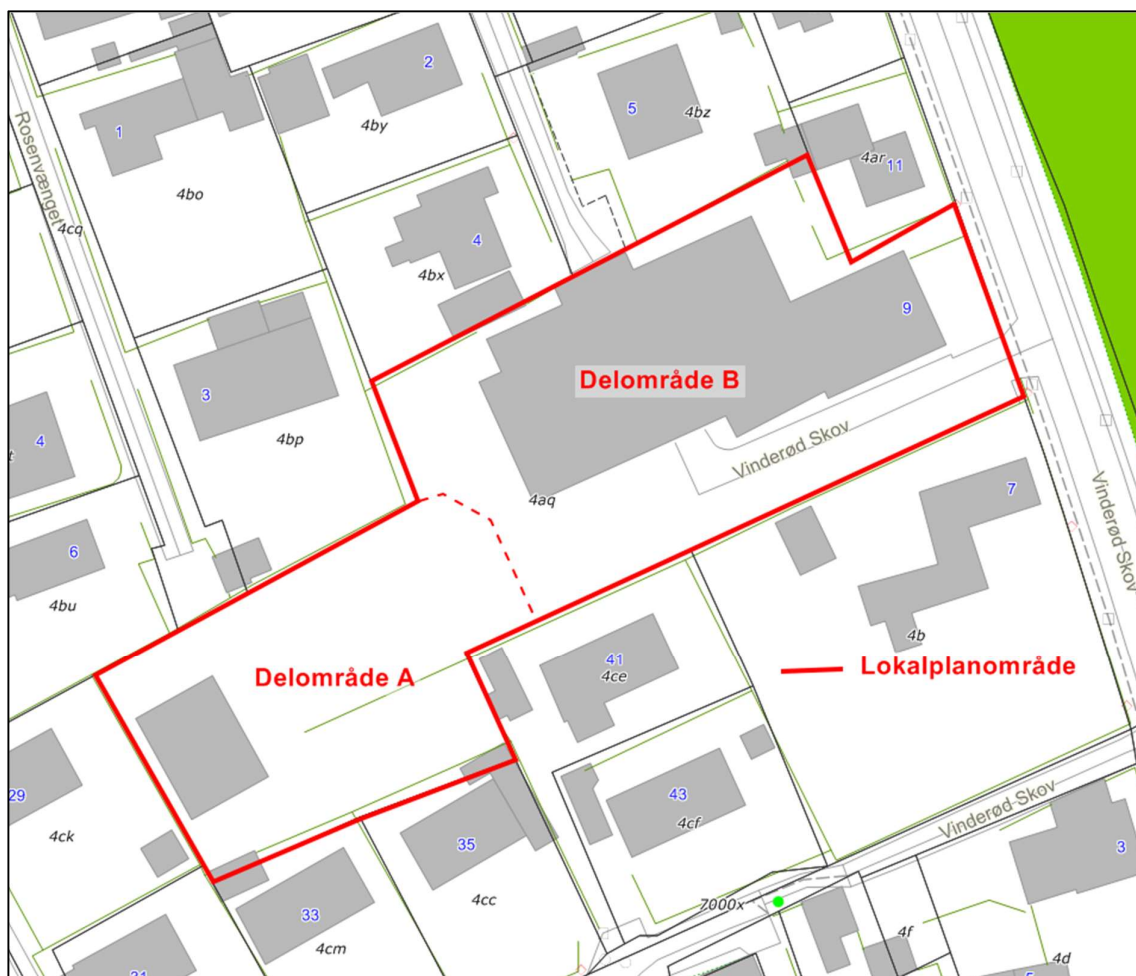 2
4by
5
4bz
1
4ar
11
Rosenvænget
4bo
4cq
4
4bx
9
Delområde B
3
4bp
4
Vinderød Skov
4aq
7
Vinderød Skov
6
4bu
4b
41
4ce
Delområde A
Lokalplanområde
29
4ck
43
4cf
35
Vinderød Skov
3
4cc
7000x
33
4cm
4f
4d
31
5